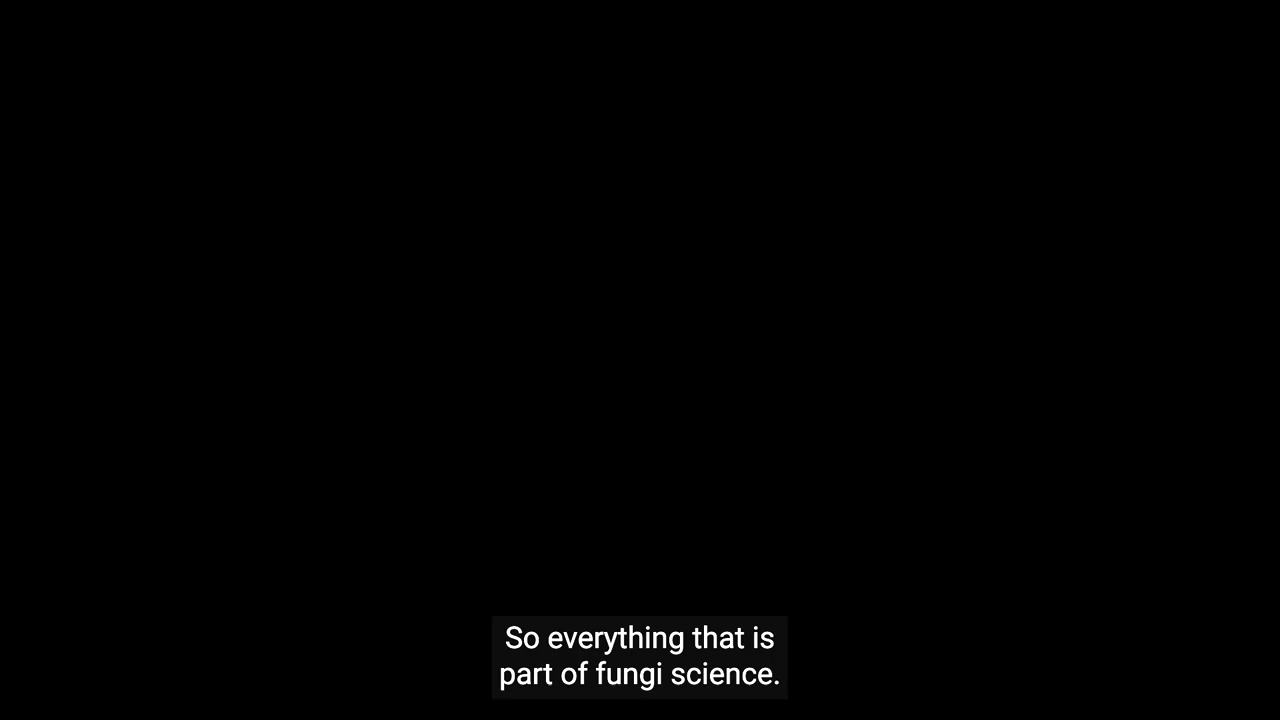 So everything that is
part of fungi science.